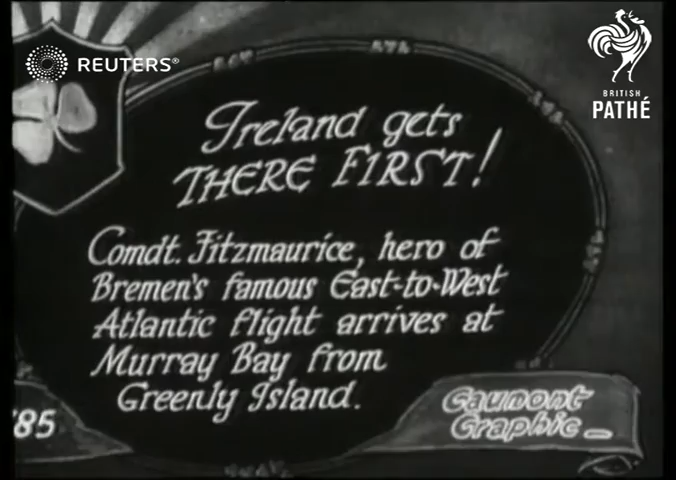 REUTERS®
BRITISH
PATHÉ
Ireland gets
THERE FIRST!
Comdt. Fitzmaurice, hero of
Bremen's famous East-to-West
Atlantic flight arrives at
Murray Bay from
Greenly Island.
785
Gaumont
Graphic